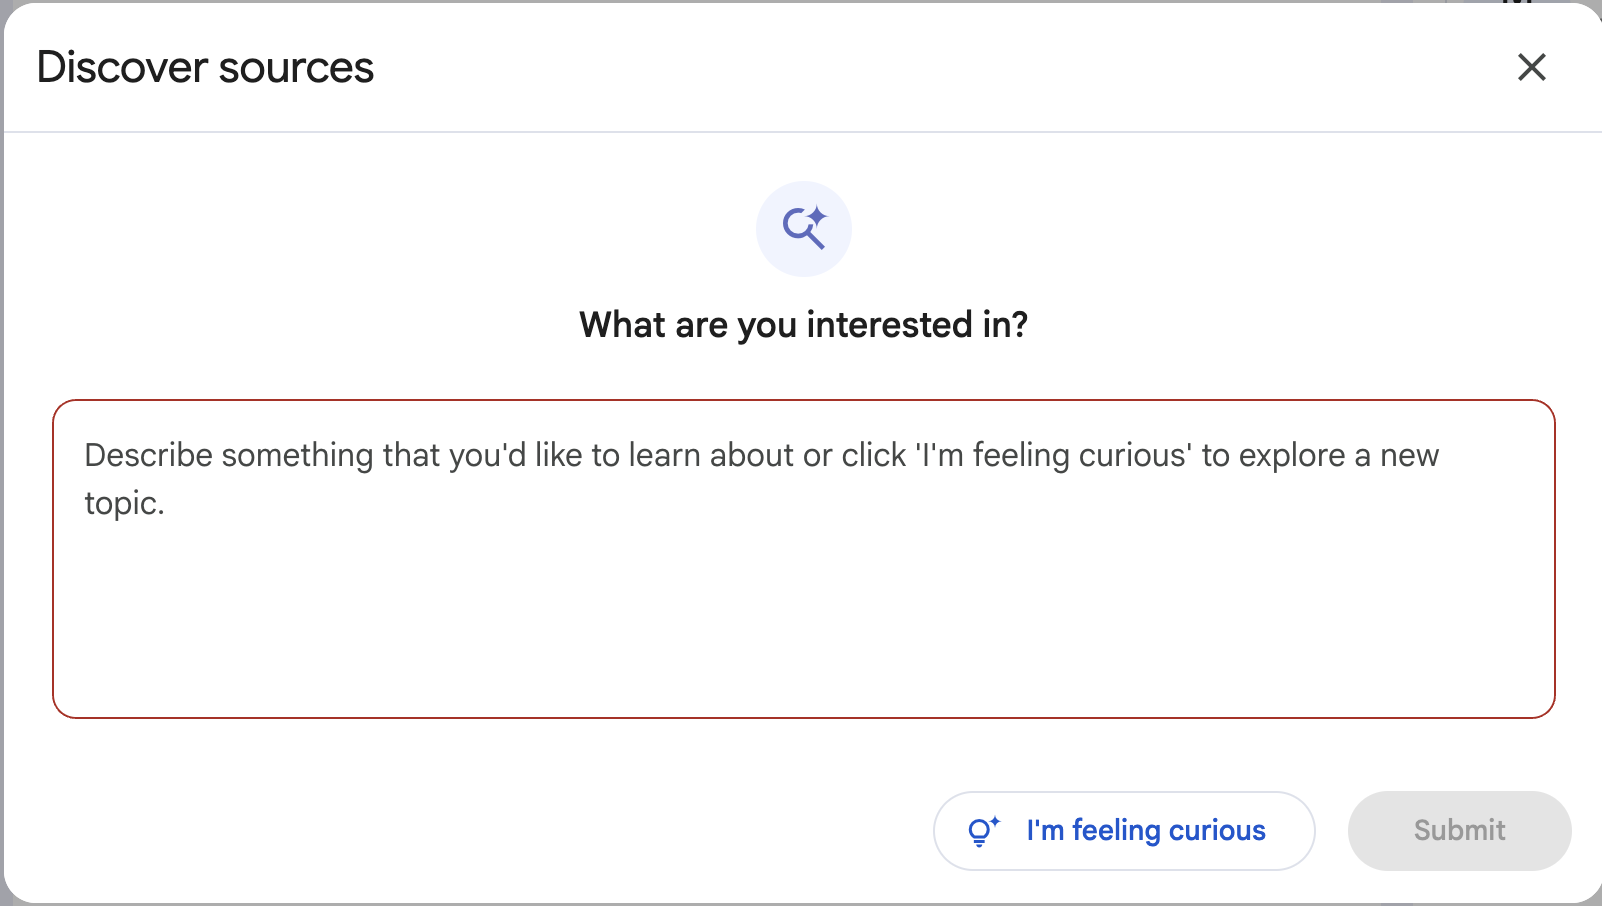 Discover sources
What are you interested in?
Describe something that you'd like to learn about or click 'I'm feeling curious' to explore a new
topic.
I'm feeling curious
Submit